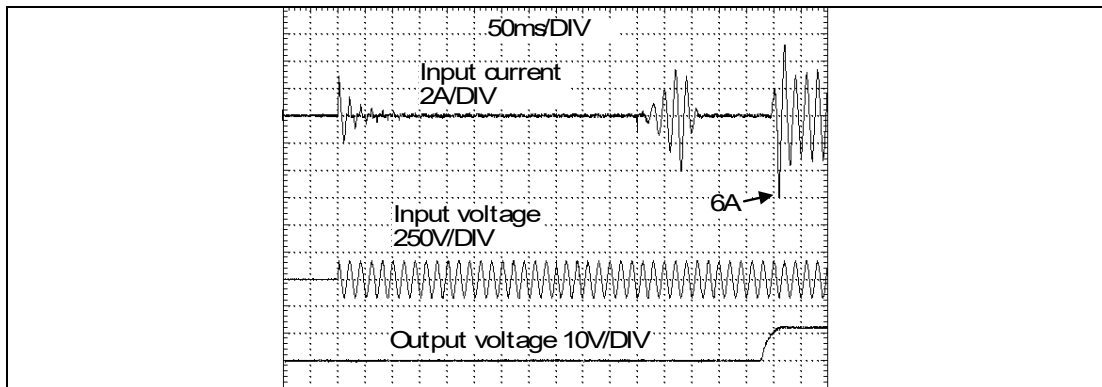 50ms/DIV
Input current
2A/DIV
6A
Input voltage
250V/DIV
Output voltage 10V/DIV